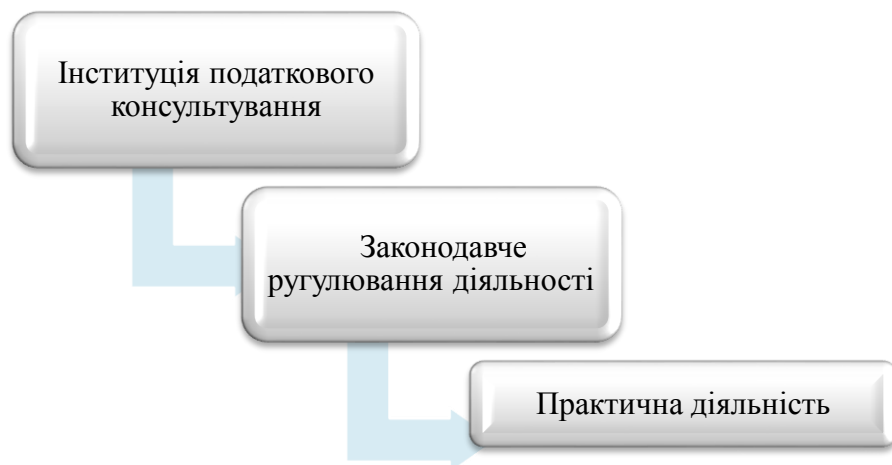 Інституція податкового
консультування
Законодавче
ругулювання діяльності
Практична діяльність